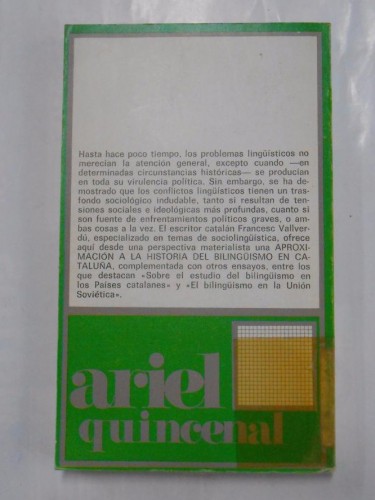 Hasta hace poco tiempo, los problemas lingüísticos no
merecían la atención general, excepto cuando —en
determinadas circunstancias históricas— se producían
en toda su virulencia política. Sin embargo, se ha de-
mostrado que los conflictos lingüísticos tienen un tras-
fondo sociológico indudable, tanto si resultan de ten-
siones sociales e ideológicas más profundas, cuanto si
son fuente de enfrentamientos políticos graves, o am-
bas cosas a la vez. El escritor catalán Francesc Vallver-
dú, especializado en temas de sociolingüística, ofrece
aquí desde una perspectiva materialista una APROXI-
MACIÓN A LA HISTORIA DEL BILINGÜISMO EN CA-
TALUÑA, complementada con otros ensayos, entre los
que destacan «Sobre el estudio del bilingüismo en
los Países catalanes» y «El bilingüismo en la Unión
Soviética».
ariel
quincenal